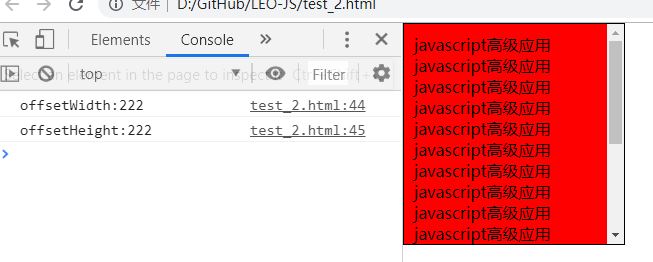 文件 D:/GitHub/LEO-JS/test_2.html
Elements Console »
top Filter
offsetWidth:222 test_2.html:44
offsetHeight:222 test_2.html:45
javascript高级应用
javascript高级应用
javascript高级应用
javascript高级应用
javascript高级应用
javascript高级应用
javascript高级应用
javascript高级应用
javascript高级应用
javascript高级应用